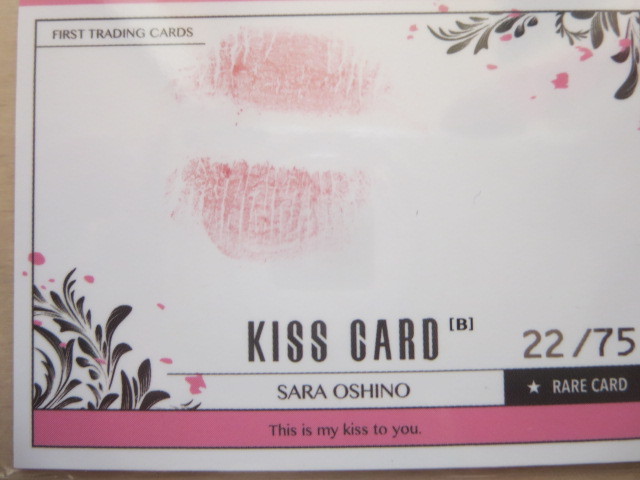 FIRST TRADING CARDS
KISS CARD [B]
22/75
SARA OSHINO
★ RARE CARD
This is my kiss to you.